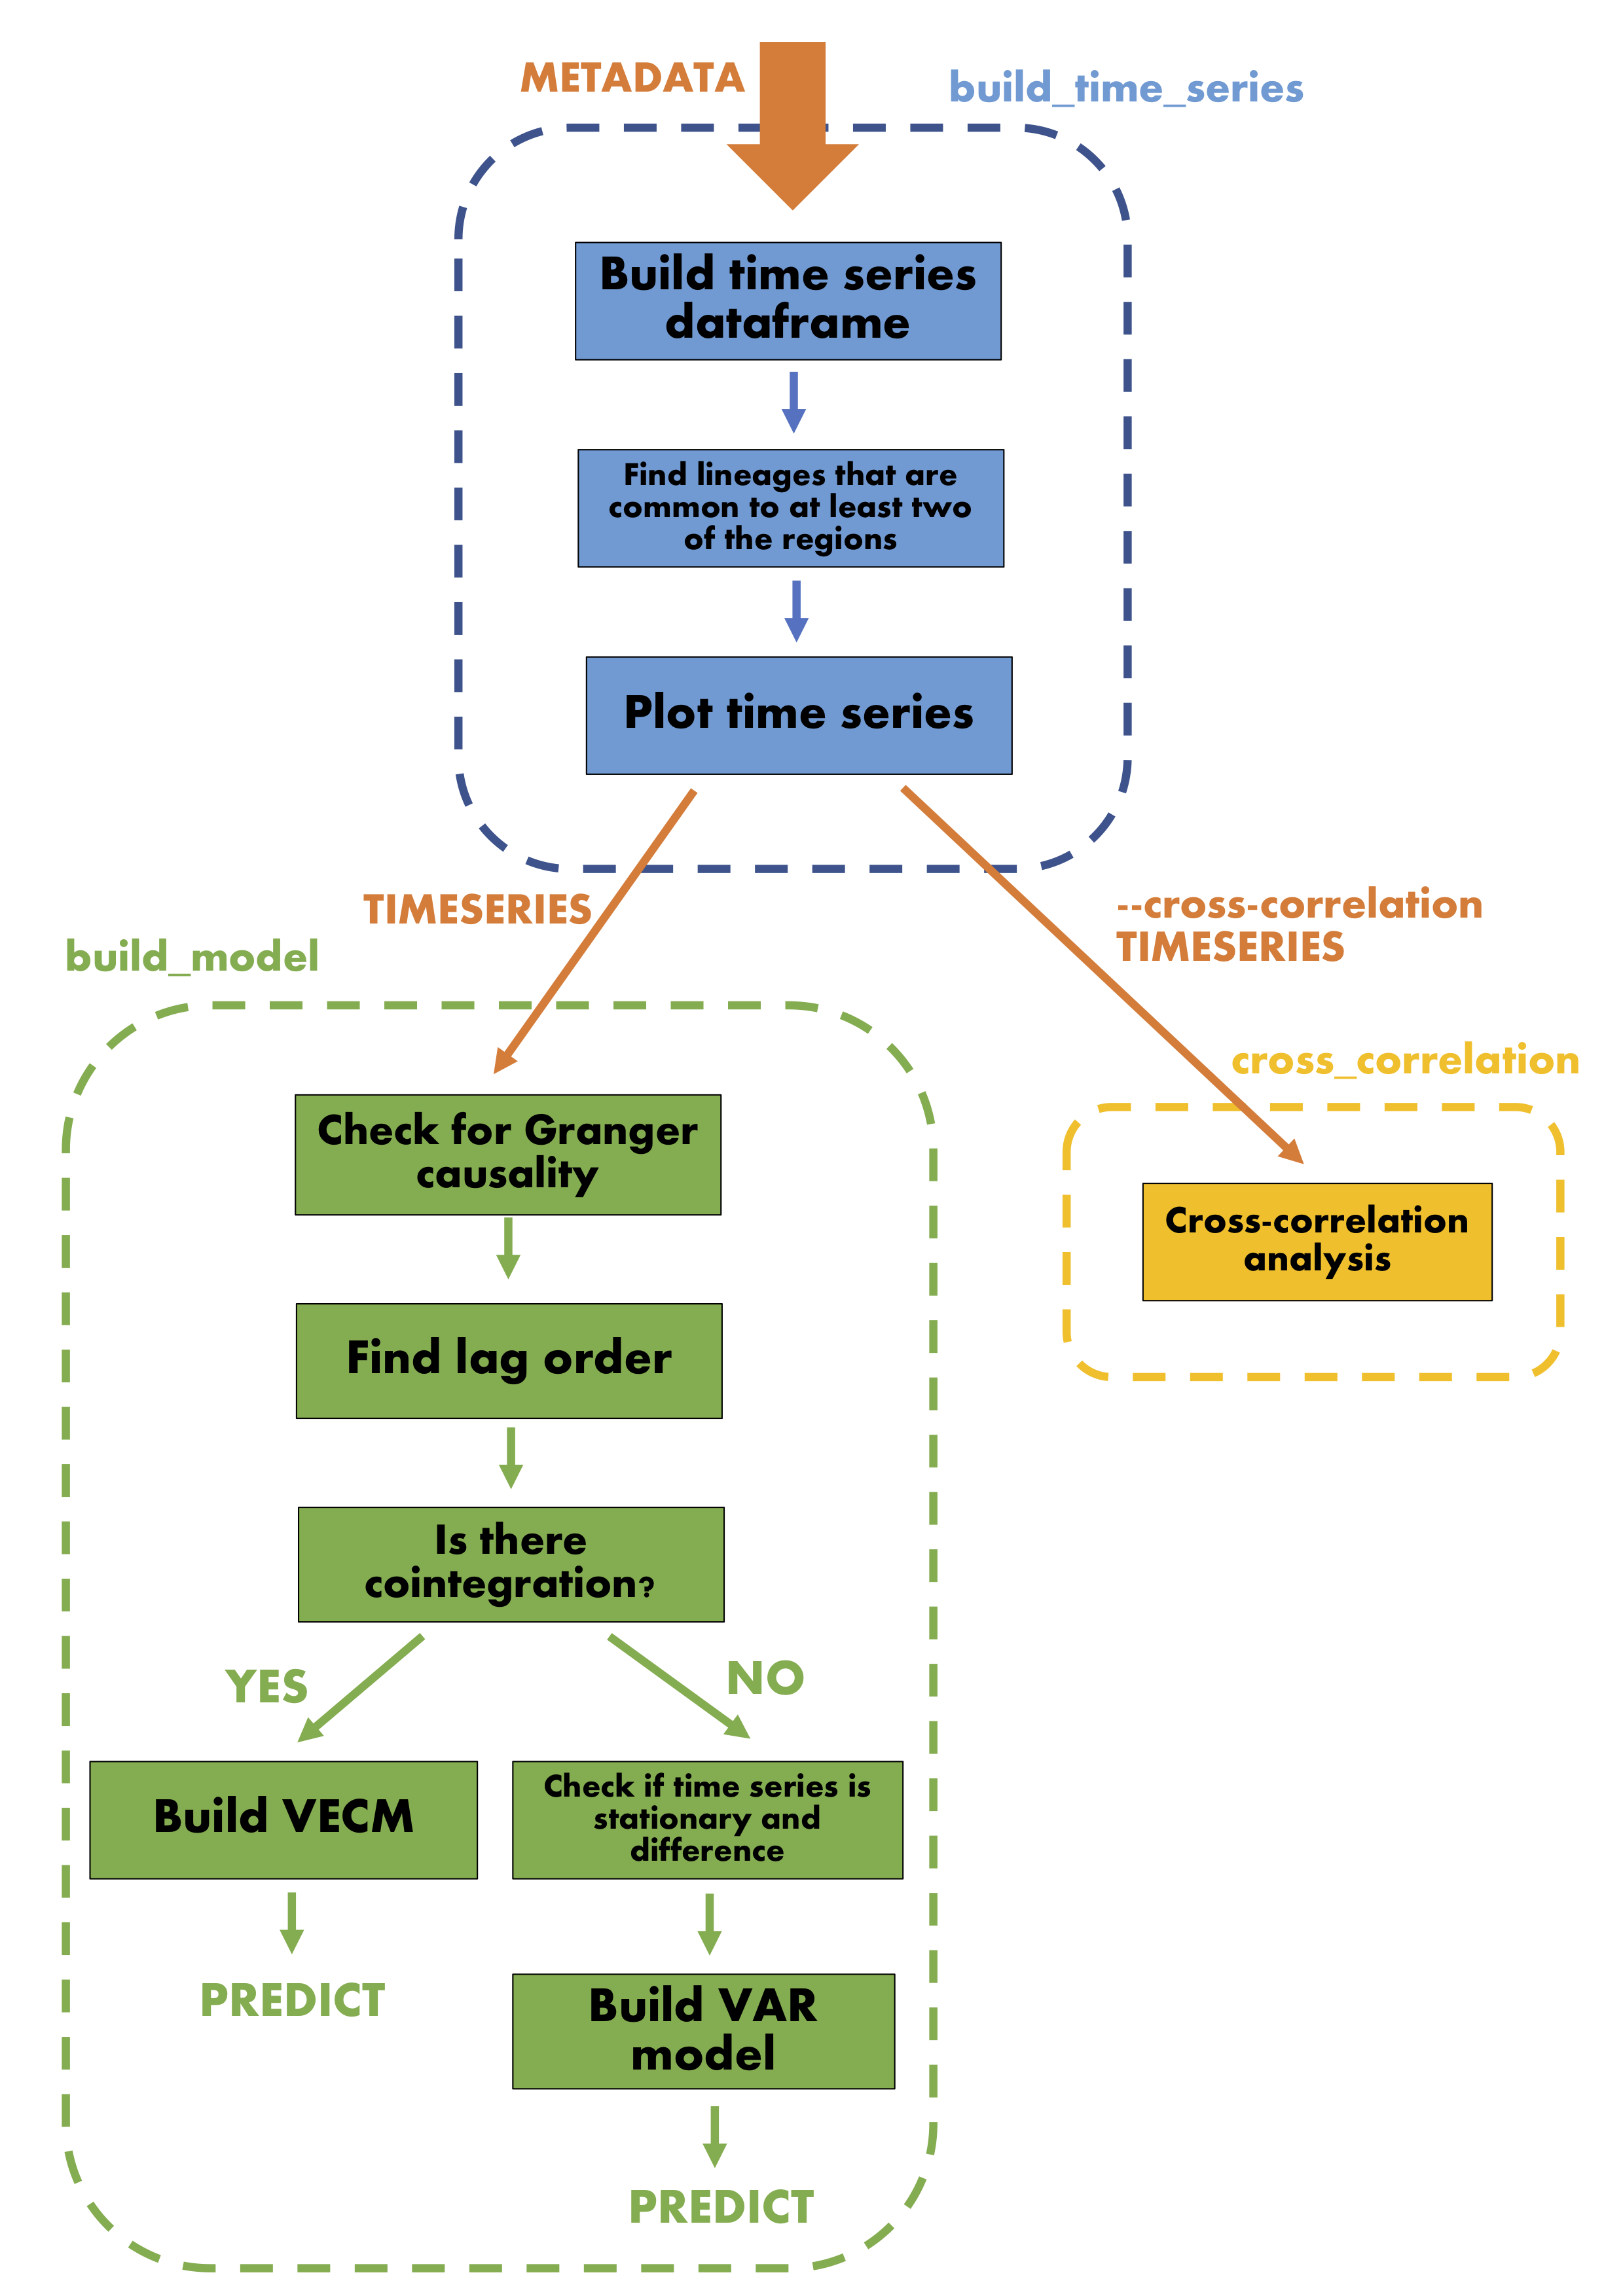 METADATA
build_time_series
Build time series
dataframe
Find lineages that are
common to at least two
of the regions
Plot time series
TIMESERIES
--cross-correlation
TIMESERIES
build_model
cross_correlation
Check for Granger
causality
Cross-correlation
analysis
Find lag order
Is there
cointegration?
YES
NO
Build VECM
Check if time series is
stationary and
difference
PREDICT
Build VAR
model
PREDICT